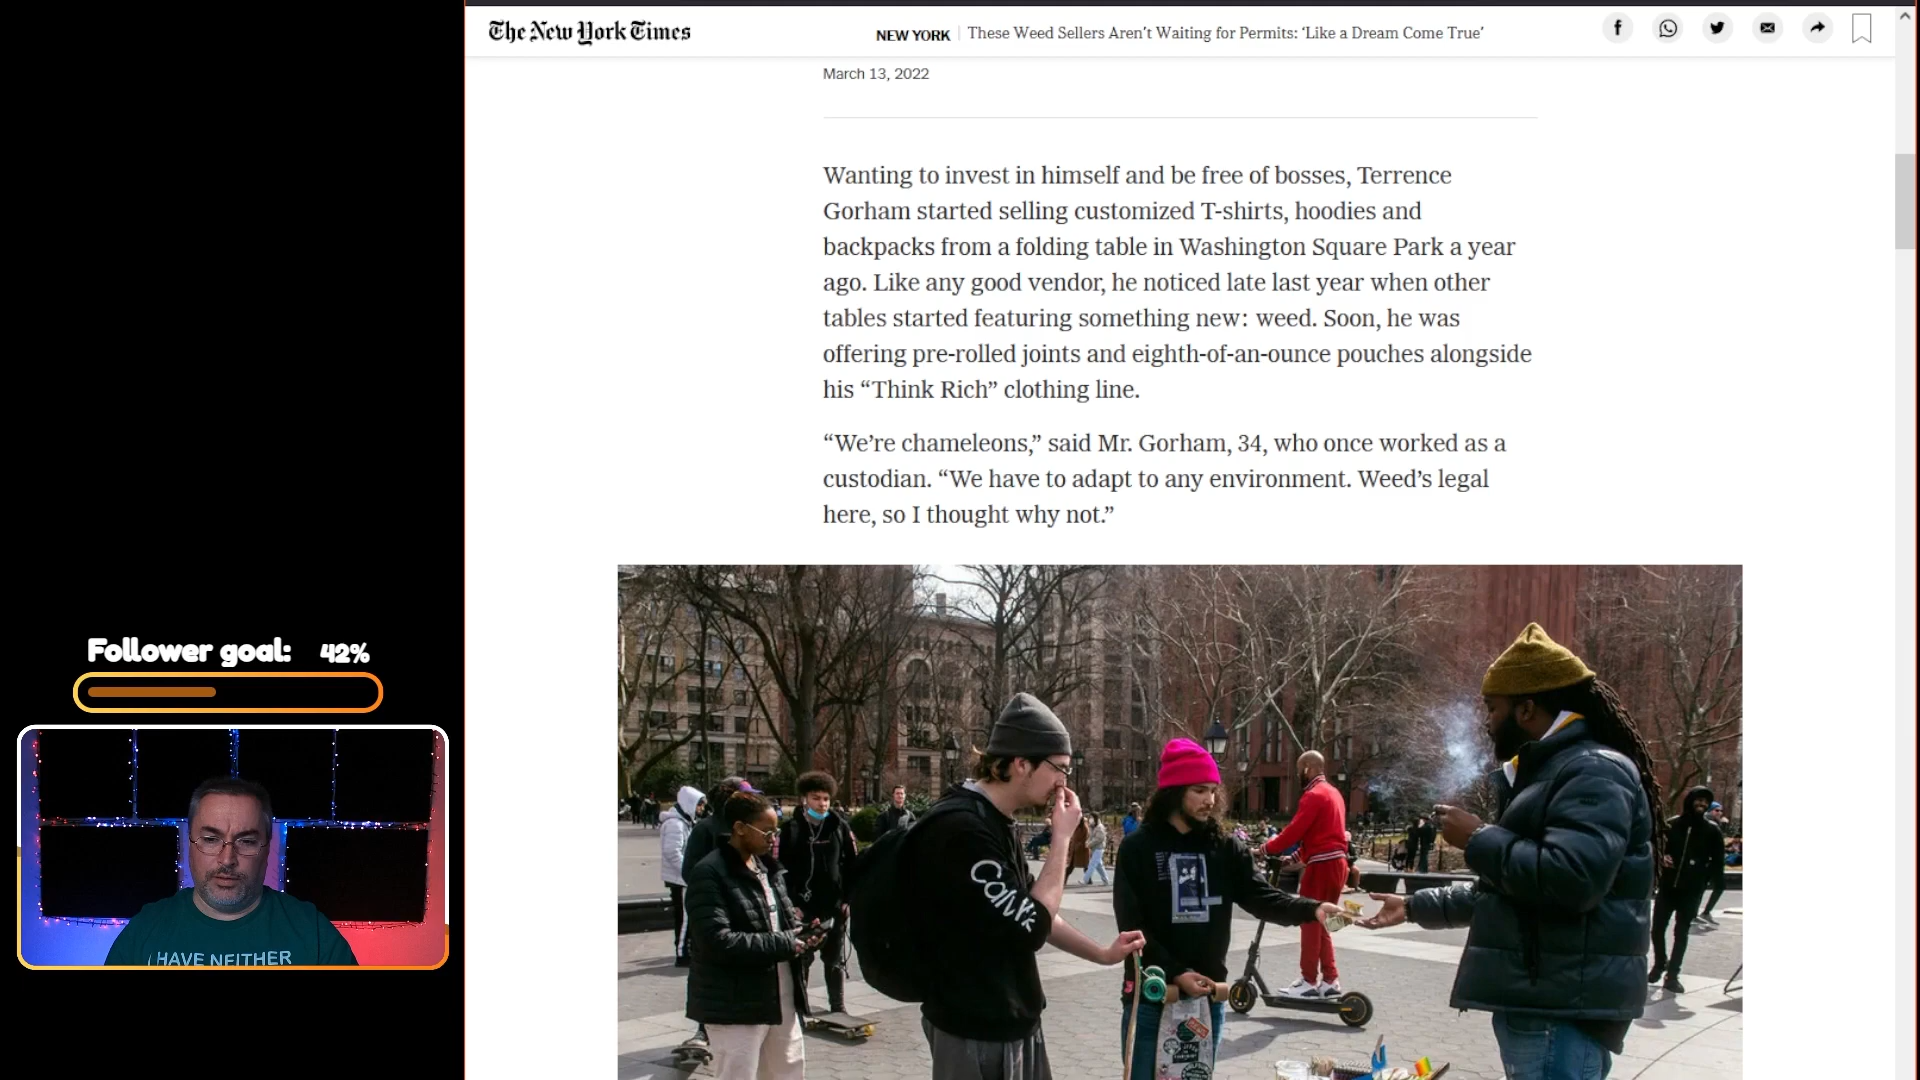 The New York Times
NEW YORK | These Weed Sellers Aren't Waiting for Permits: ‘Like a Dream Come True’
March 13, 2022
Wanting to invest in himself and be free of bosses, Terrence
Gorham started selling customized T-shirts, hoodies and
backpacks from a folding table in Washington Square Park a year
ago. Like any good vendor, he noticed late last year when other
tables started featuring something new: weed. Soon, he was
offering pre-rolled joints and eighth-of-an-ounce pouches alongside
his “Think Rich” clothing line.
“We’re chameleons,” said Mr. Gorham, 34, who once worked as a
custodian. “We have to adapt to any environment. Weed’s legal
here, so I thought why not.”
Follower goal: 42%
I HAVE NEITHER